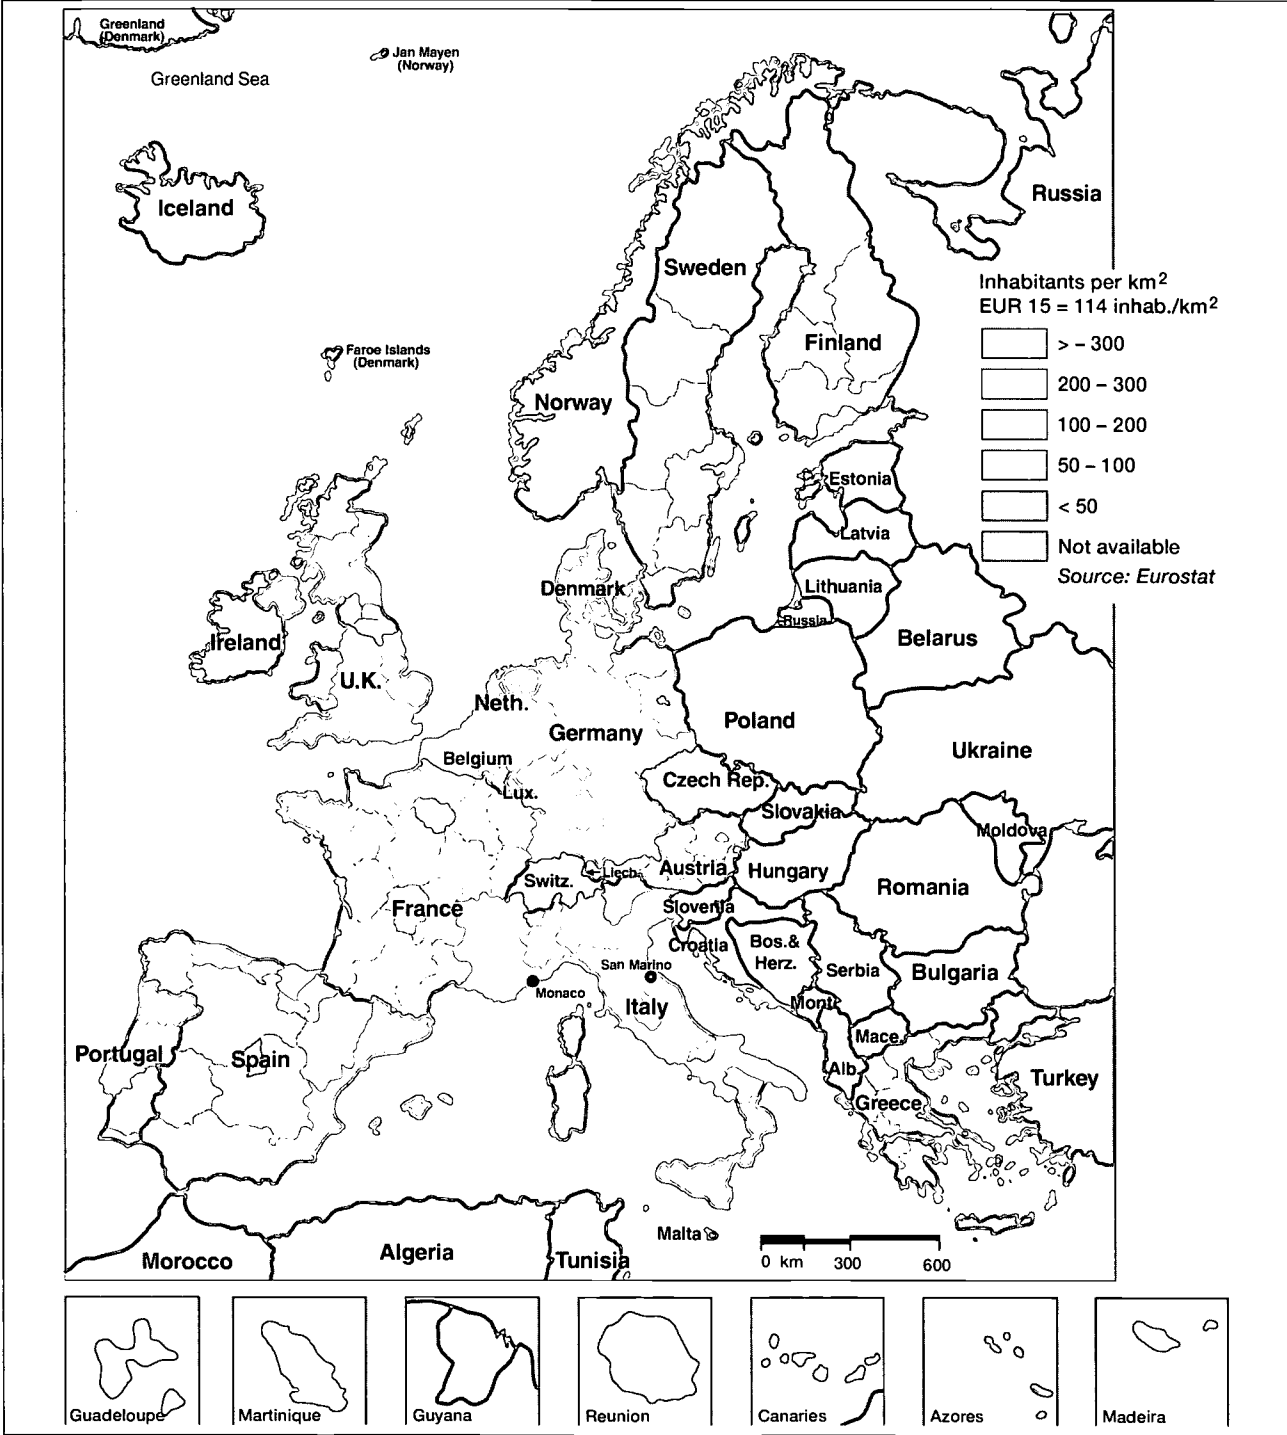 Greenland
(Denmark)
Jan Mayen
(Norway)
Greenland Sea
Russia
Iceland
Sweden
Inhabitants per km²
EUR 15 = 114 inhab./km²
> – 300
200 – 300
100 – 200
50 – 100
< 50
Not available
Source: Eurostat
Finland
Faroe Islands
(Denmark)
Norway
Estonia
Latvia
Denmark
Lithuania
Russia
Ireland
Belarus
U.K.
Neth.
Poland
Germany
Ukraine
Belgium
Czech Rep.
Lux.
Slovakia
Moldova
Austria
Hungary
Liech.
Switz.
Romania
France
Slovenia
Croatia
Bos.&
Herz.
San Marino
Serbia
Bulgaria
Monaco
Italy
Mont.
Mace.
Portugal
Spain
Alb.
Turkey
Greece
Malta
Morocco
Algeria
Tunisia
0 km 300 600
Guadeloupe
Martinique
Guyana
Reunion
Canaries
Azores
Madeira